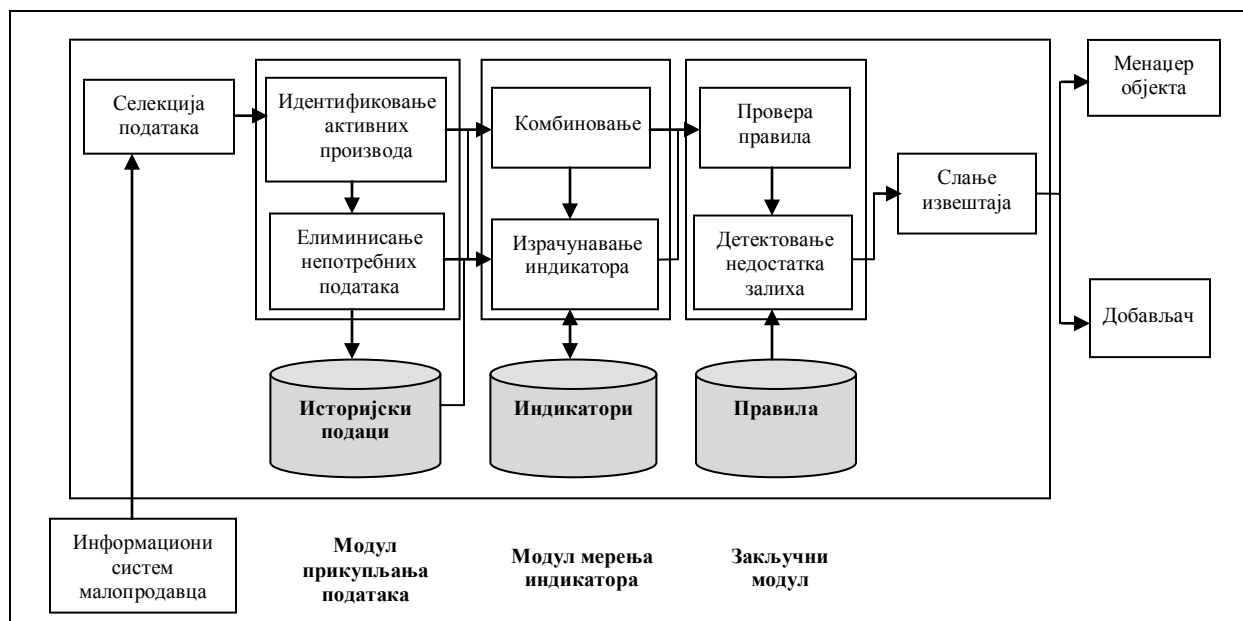 Селекција
података
Идентификовање
активних
производа
Комбиновање
Провера
правила
Менаџер
објекта
Елиминисање
непотребних
података
Израчунавање
индикатора
Детектовање
недостатка
залиха
Слање
извештаја
Добављач
Историјски
подаци
Индикатори
Правила
Информациони
систем
малопродавца
Модул
прикупљања
података
Модул мерења
индикатора
Закључни
модул